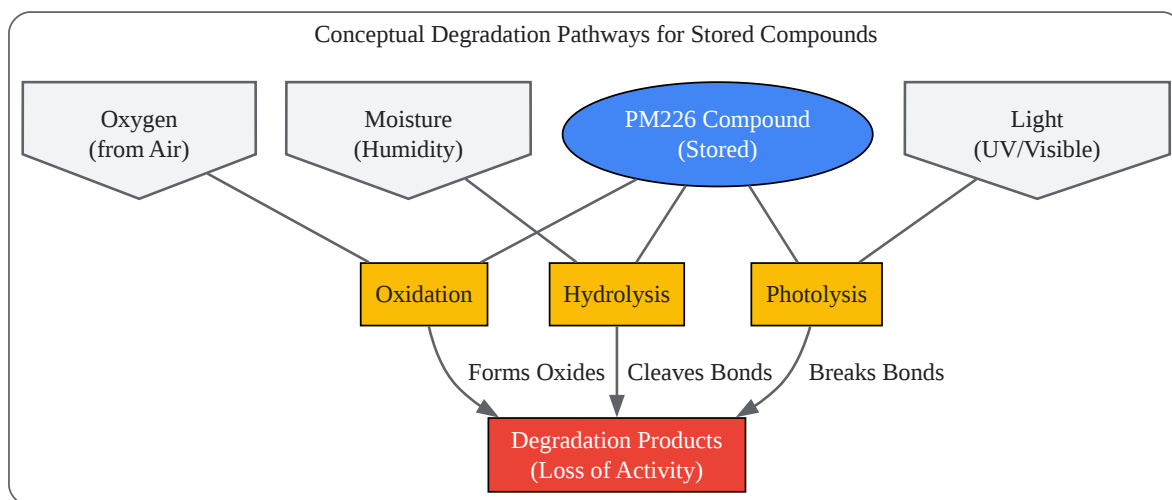 Conceptual Degradation Pathways for Stored Compounds
Oxygen
(from Air)
Moisture
(Humidity)
PM226 Compound
(Stored)
Light
(UV/Visible)
Oxidation
Hydrolysis
Photolysis
Forms Oxides
Cleaves Bonds
Breaks Bonds
Degradation Products
(Loss of Activity)